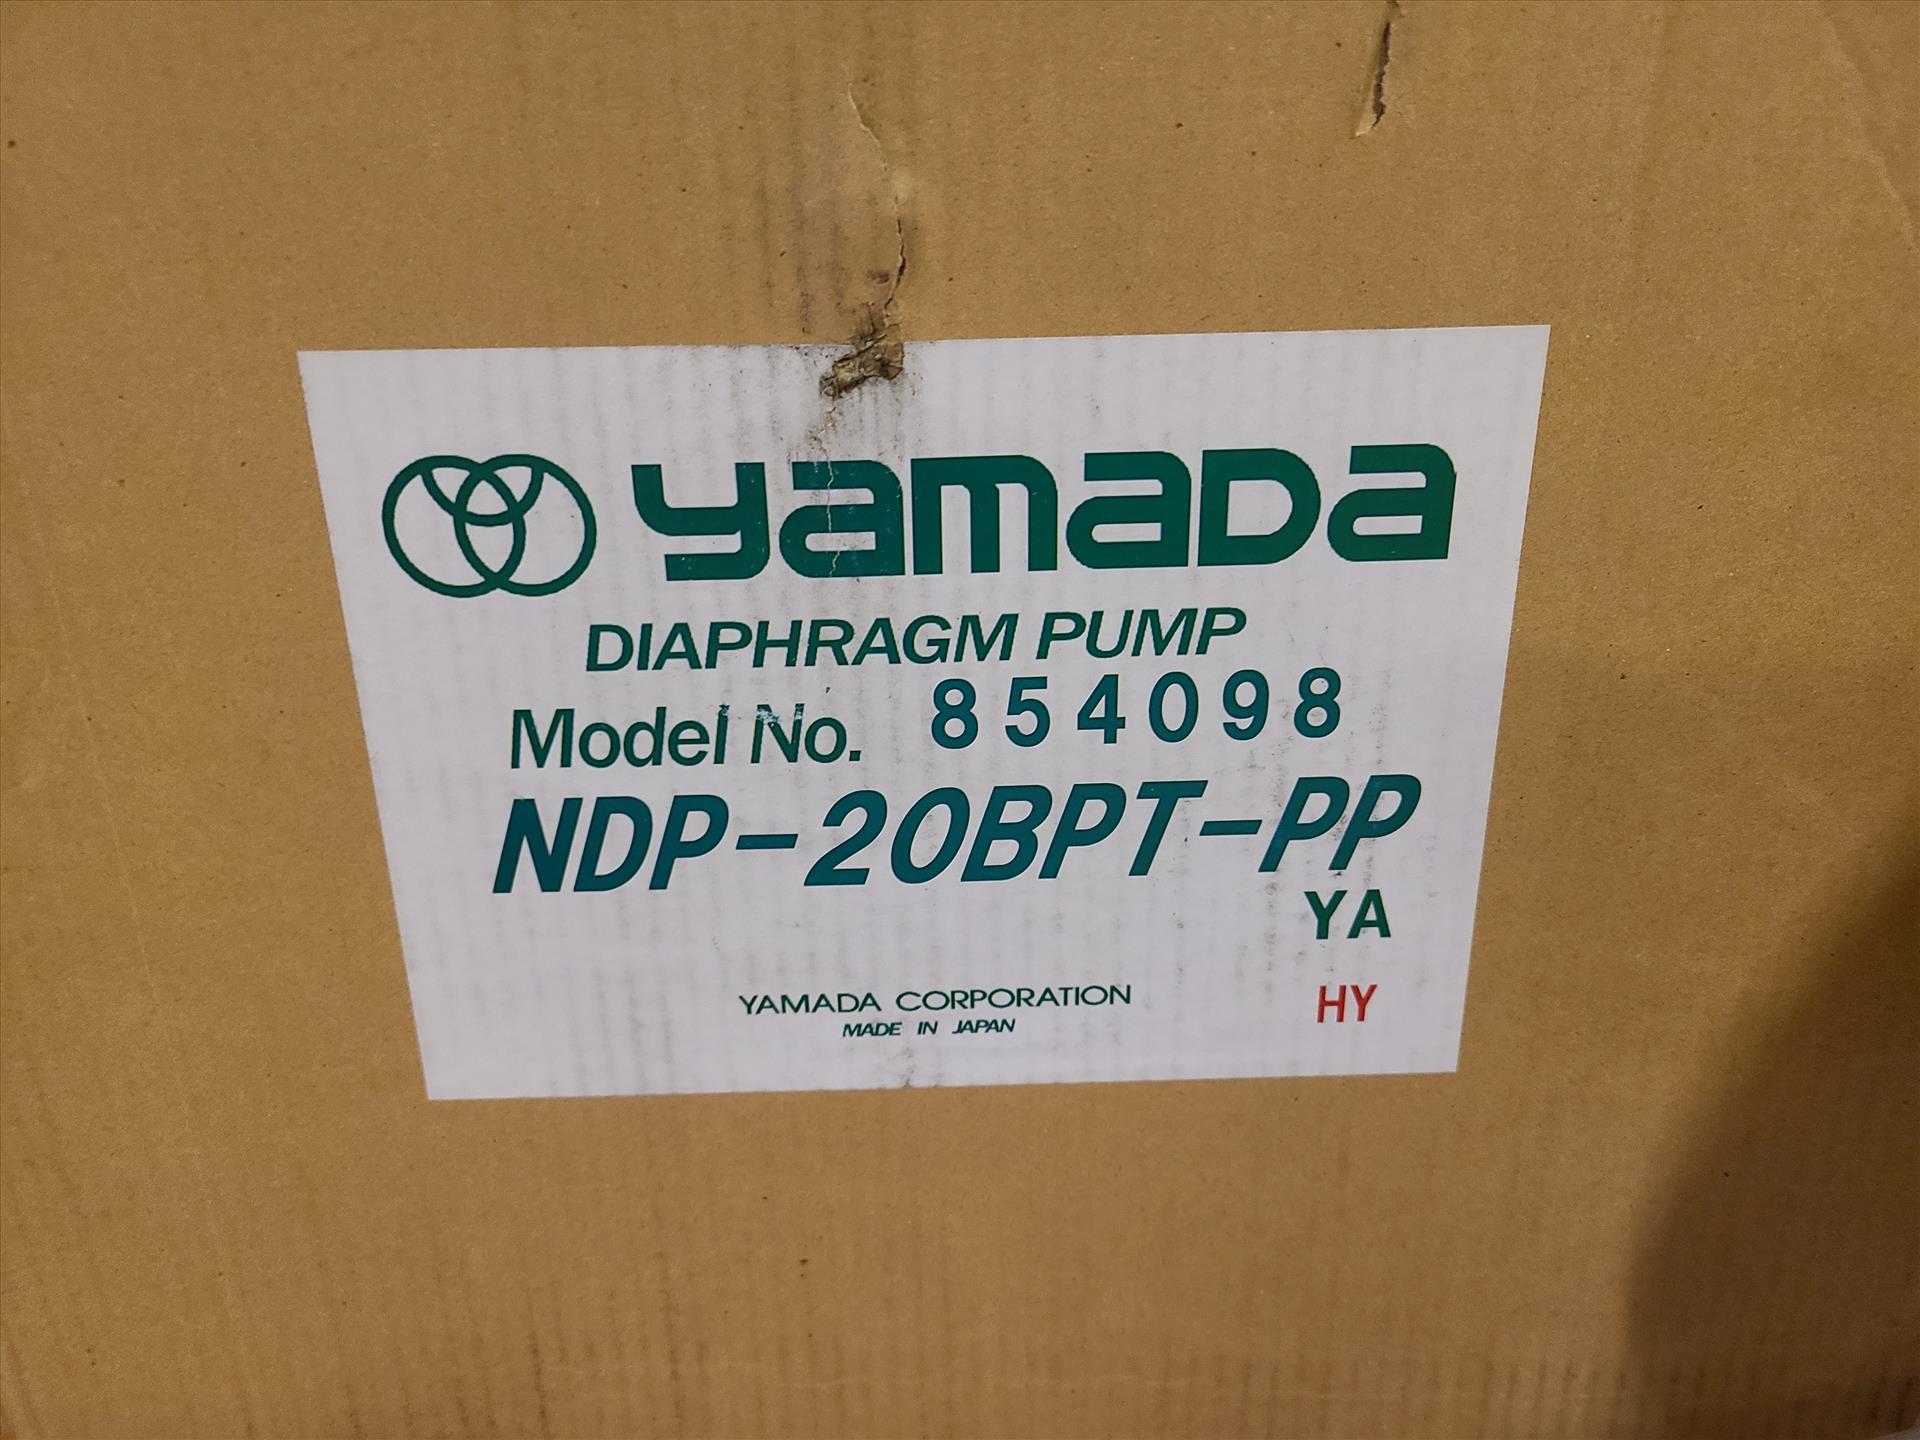 yamada
DIAPHRAGM PUMP
Model No. 854098
NDP-20BPT-PP
YA
HY
YAMADA CORPORATION
MADE IN JAPAN